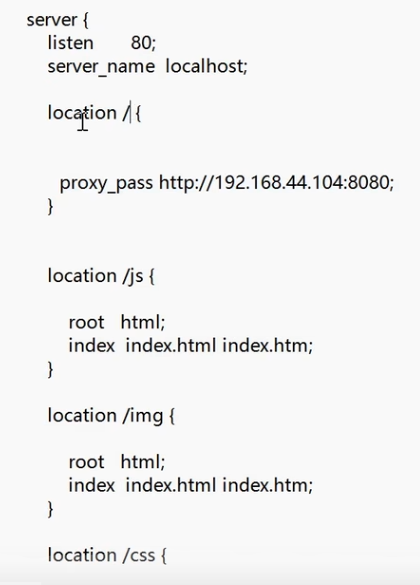 server {
listen 80;
server_name localhost;
location / {
proxy_pass http://192.168.44.104:8080;
}
location /js {
root html;
index index.html index.htm;
}
location /img {
root html;
index index.html index.htm;
}
location /css {